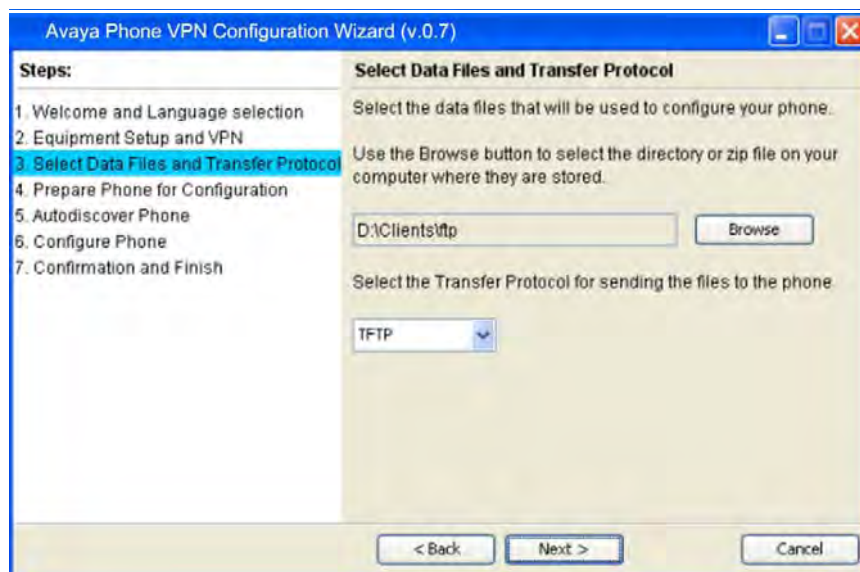 Avaya Phone VPN Configuration Wizard (v.0.7)
Steps:
1. Welcome and Language selection
2. Equipment Setup and VPN
3. Select Data Files and Transfer Protocol
4. Prepare Phone for Configuration
5. Autodiscover Phone
6. Configure Phone
7. Confirmation and Finish
Select Data Files and Transfer Protocol
Select the data files that will be used to configure your phone.
Use the Browse button to select the directory or zip file on your
computer where they are stored.
D:\Clients\ftp
Browse
Select the Transfer Protocol for sending the files to the phone
TFTP
< Back
Next >
Cancel